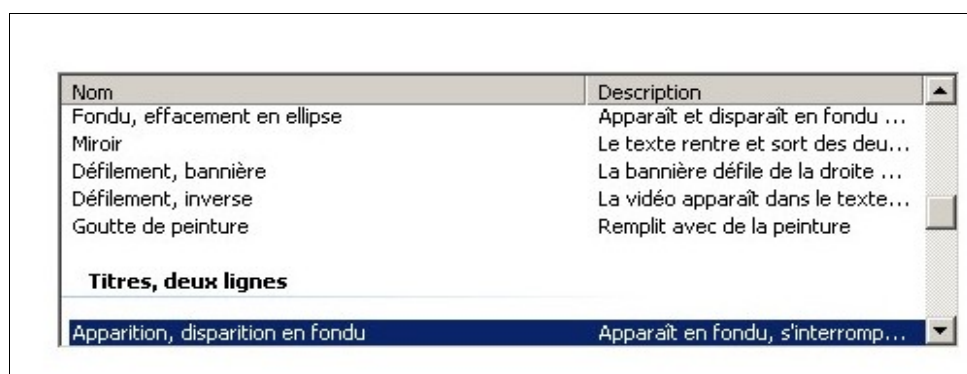 Nom Description
Fondu, effacement en ellipse Apparaît et disparaît en fondu ...
Miroir Le texte rentre et sort des deu...
Défilement, bannière La bannière défile de la droite ...
Défilement, inverse La vidéo apparaît dans le texte...
Goutte de peinture Remplit avec de la peinture
Titres, deux lignes
Apparition, disparition en fondu Apparaît en fondu, s'interromp...